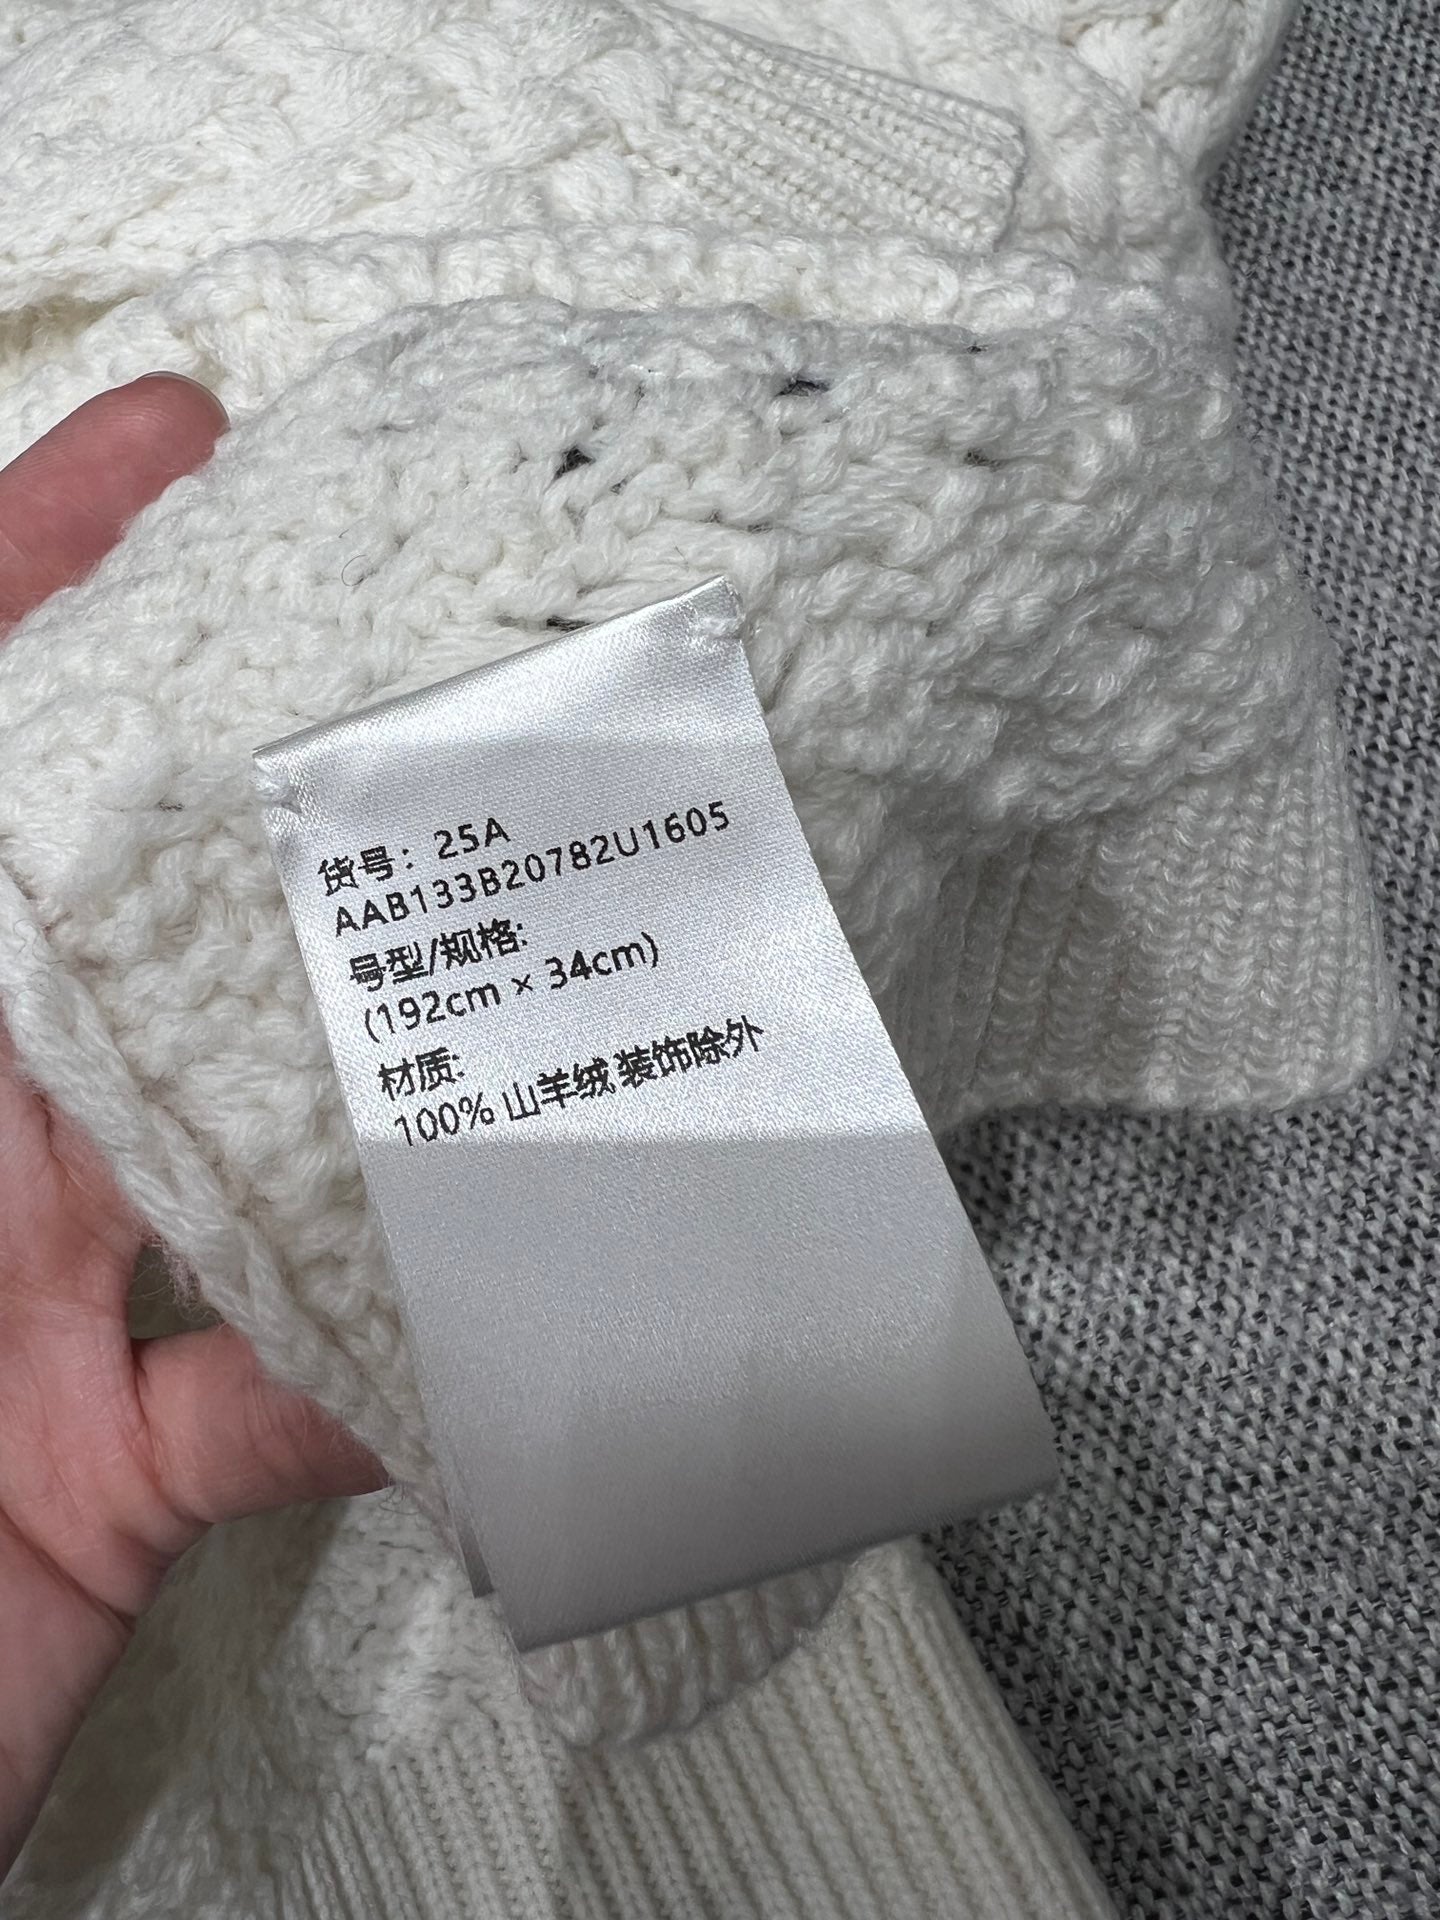 货号：25A
AAB133B20782U1605
号型/规格:
(192cm × 34cm)
材质:
100% 山羊绒 装饰除外